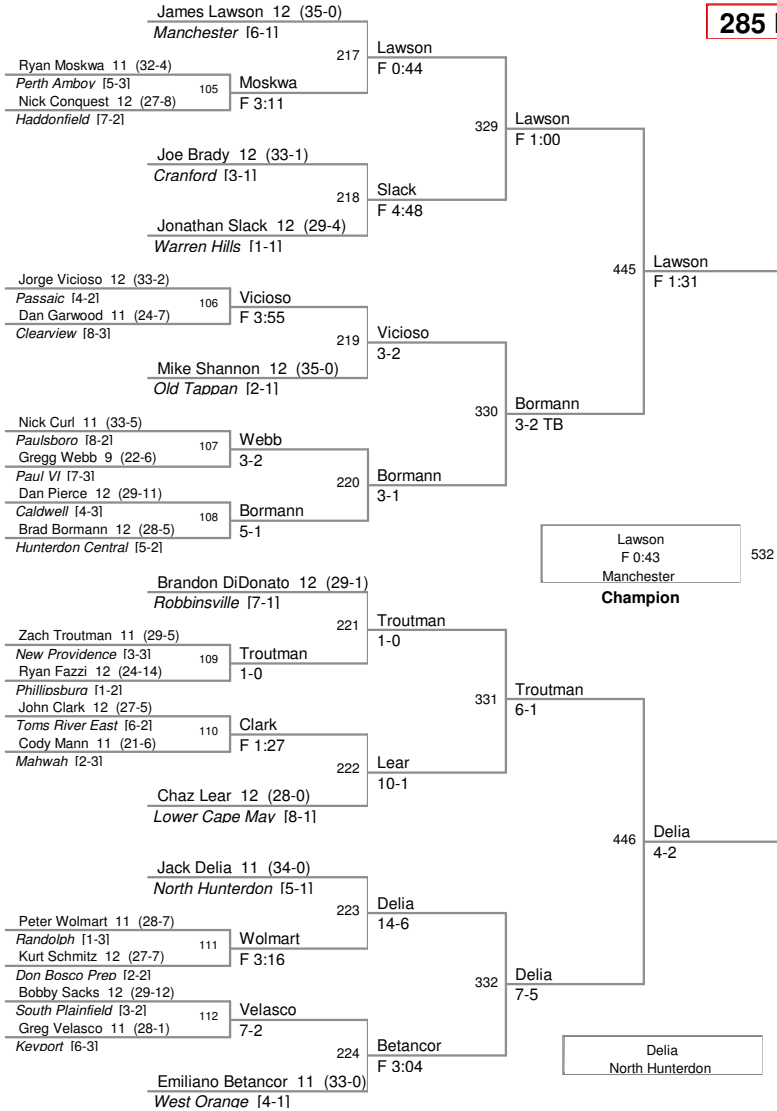 James Lawson 12 (35-0)
Manchester [6-1]
285
217
Lawson
F 0:44
Ryan Moskwa 11 (32-4)
Perth Amboy [5-3]
105
Moskwa
F 3:11
Nick Conquest 12 (27-8)
Haddonfield [7-2]
329
Lawson
F 1:00
Joe Brady 12 (33-1)
Cranford [3-1]
218
Slack
F 4:48
Jonathan Slack 12 (29-4)
Warren Hills [1-1]
445
Lawson
F 1:31
Jorge Vicioso 12 (33-2)
Passaic [4-2]
106
Vicioso
F 3:55
Dan Garwood 11 (24-7)
Clearview [8-3]
219
Vicioso
3-2
Mike Shannon 12 (35-0)
Old Tappan [2-1]
330
Bormann
3-2 TB
Nick Curl 11 (33-5)
Paulsboro [8-2]
107
Webb
3-2
Gregg Webb 9 (22-6)
Paul VI [7-3]
220
Bormann
3-1
Dan Pierce 12 (29-11)
Caldwell [4-3]
108
Bormann
5-1
Brad Bormann 12 (28-5)
Hunterdon Central [5-2]
Lawson
F 0:43
Manchester
532
Champion
Brandon DiDonato 12 (29-1)
Robbinsville [7-1]
221
Troutman
1-0
Zach Troutman 11 (29-5)
New Providence [3-3]
109
Troutman
1-0
Ryan Fazzi 12 (24-14)
Phillipsburg [1-2]
331
Troutman
6-1
John Clark 12 (27-5)
Toms River East [6-2]
110
Clark
F 1:27
Cody Mann 11 (21-6)
Mahwah [2-3]
222
Lear
10-1
Chaz Lear 12 (28-0)
Lower Cape May [8-1]
446
Delia
4-2
Jack Delia 11 (34-0)
North Hunterdon [5-1]
223
Delia
14-6
Peter Wolmart 11 (28-7)
Randolph [1-3]
111
Wolmart
F 3:16
Kurt Schmitz 12 (27-7)
Don Bosco Prep [2-2]
332
Delia
7-5
Bobby Sacks 12 (29-12)
South Plainfield [3-2]
112
Velasco
7-2
Greg Velasco 11 (28-1)
Keyport [6-3]
224
Betancor
F 3:04
Emiliano Betancor 11 (33-0)
West Orange [4-1]
Delia
North Hunterdon